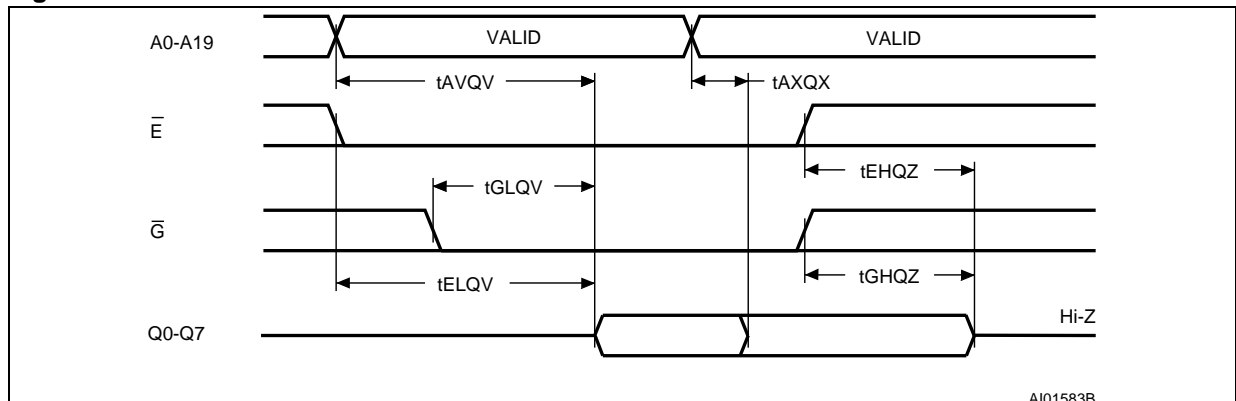 A0-A19
VALID
VALID
tAVQV
tAXQX
E
tEHQZ
tGLQV
G
tGHQZ
tELQV
Q0-Q7
Hi-Z
AI01583B